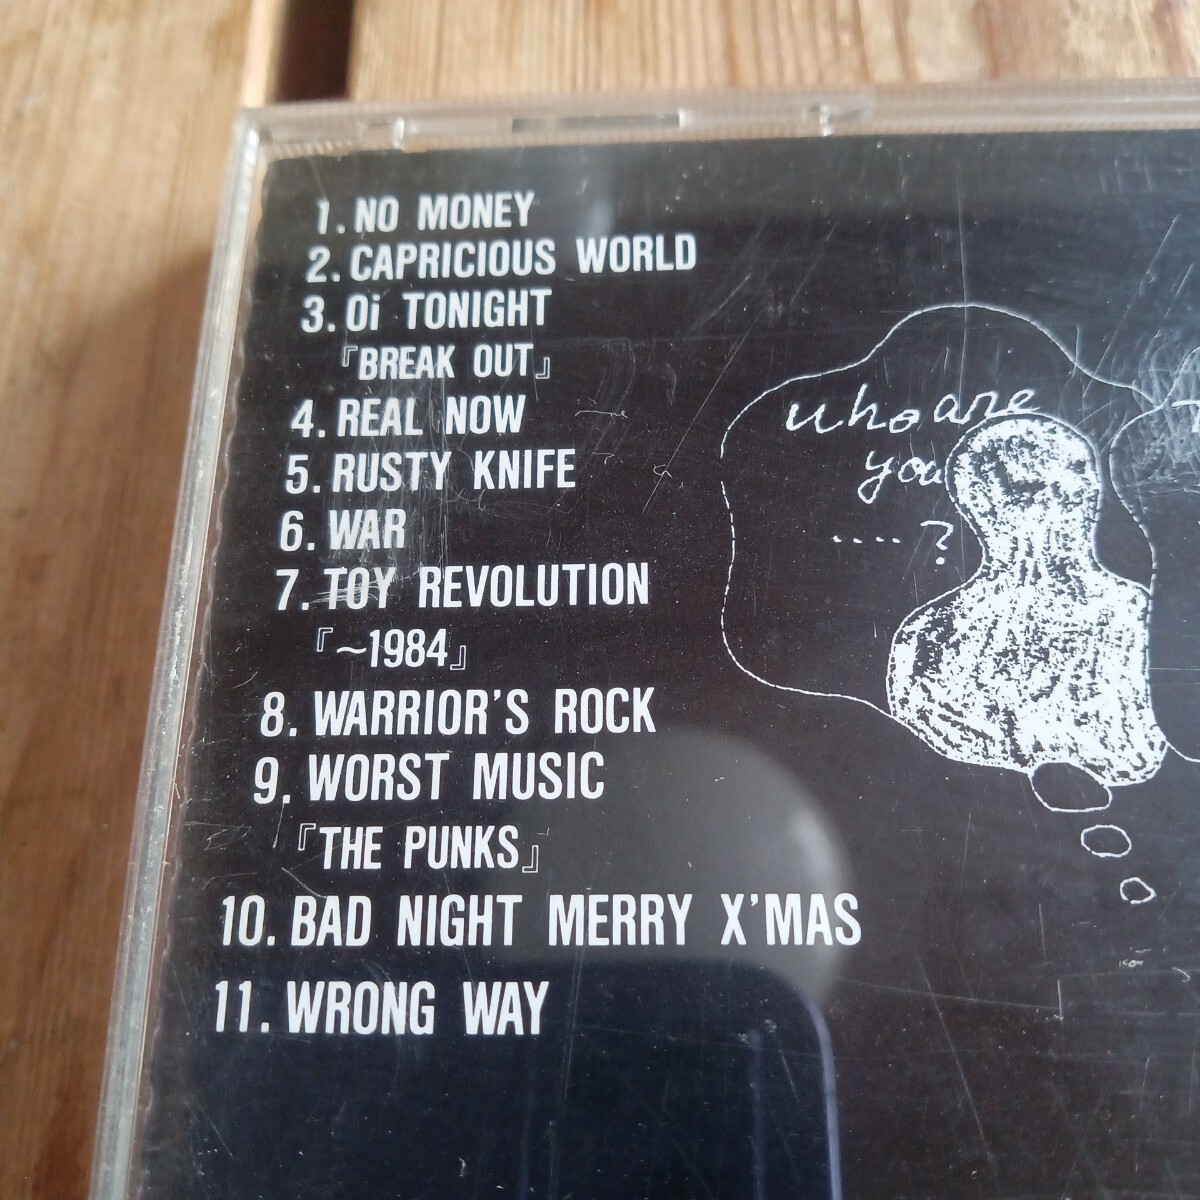 1. NO MONEY
2. CAPRICIOUS WORLD
3. Oi TONIGHT
『BREAK OUT』
4. REAL NOW
5. RUSTY KNIFE
6. WAR
7. TOY REVOLUTION
『~1984』
8. WARRIOR'S ROCK
9. WORST MUSIC
『THE PUNKS』
10. BAD NIGHT MERRY X'MAS
11. WRONG WAY
who are
you
....?